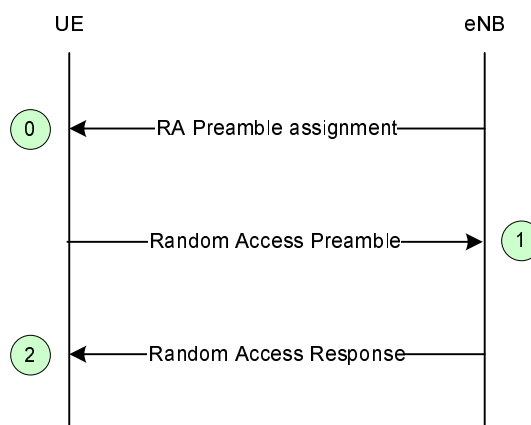 UE eNB
0 RA Preamble assignment
Random Access Preamble 1
2 Random Access Response